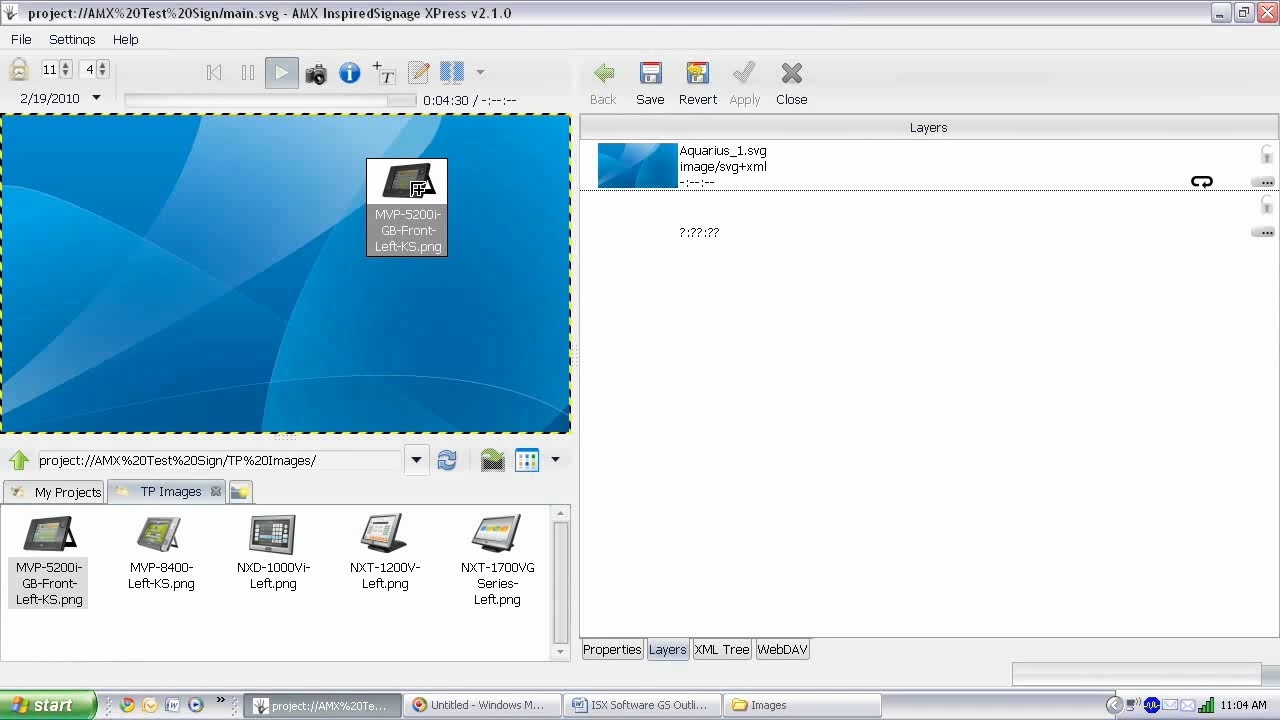 project://AMX%20Test%20Sign/main.svg - AMX InspiredSignage XPress v2.1.0
File Settings Help
11 4
2/19/2010
0:04:30 / -:--:--
Back Save Revert Apply Close
Layers
Aquarius_1.svg
image/svg+xml
-:--:--
?:??:??
MVP-5200i-
GB-Front-
Left-KS.png
project://AMX%20Test%20Sign/TP%20Images/
My Projects TP Images
MVP-5200i-
GB-Front-
Left-KS.png
MVP-8400-
Left-KS.png
NXD-1000Vi-
Left.png
NXT-1200V-
Left.png
NXT-1700VG
Series-
Left.png
Properties Layers XML Tree WebDAV
start
project://AMX%20Te...
Untitled - Windows M...
ISX Software GS Outli...
Images
11:04 AM